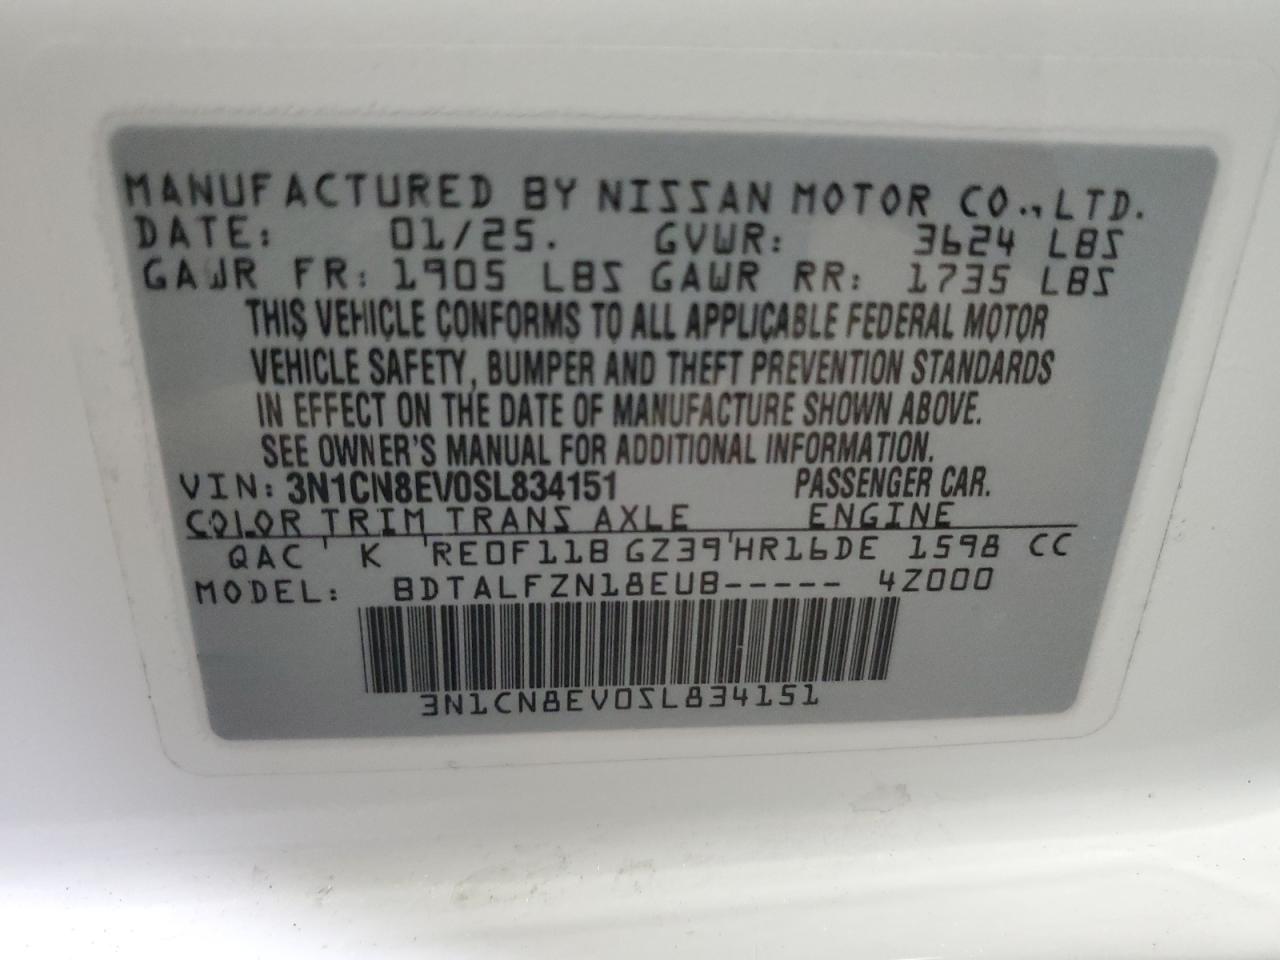 MANUFACTURED BY NISSAN MOTOR CO., LTD.
DATE: 01/25. GVWR: 3624 LBS
GAWR FR: 1905 LBS GAWR RR: 1735 LBS
THIS VEHICLE CONFORMS TO ALL APPLICABLE FEDERAL MOTOR
VEHICLE SAFETY, BUMPER AND THEFT PREVENTION STANDARDS
IN EFFECT ON THE DATE OF MANUFACTURE SHOWN ABOVE.
SEE OWNER'S MANUAL FOR ADDITIONAL INFORMATION.
VIN: 3N1CN8EV0SL834151 PASSENGER CAR.
COLOR TRIM TRANS AXLE ENGINE
QAC K RE0F11B GZ39 HR16DE 1598 CC
MODEL: BDTALFZN18EUB----- 4Z000
3N1CN8EV0SL834151